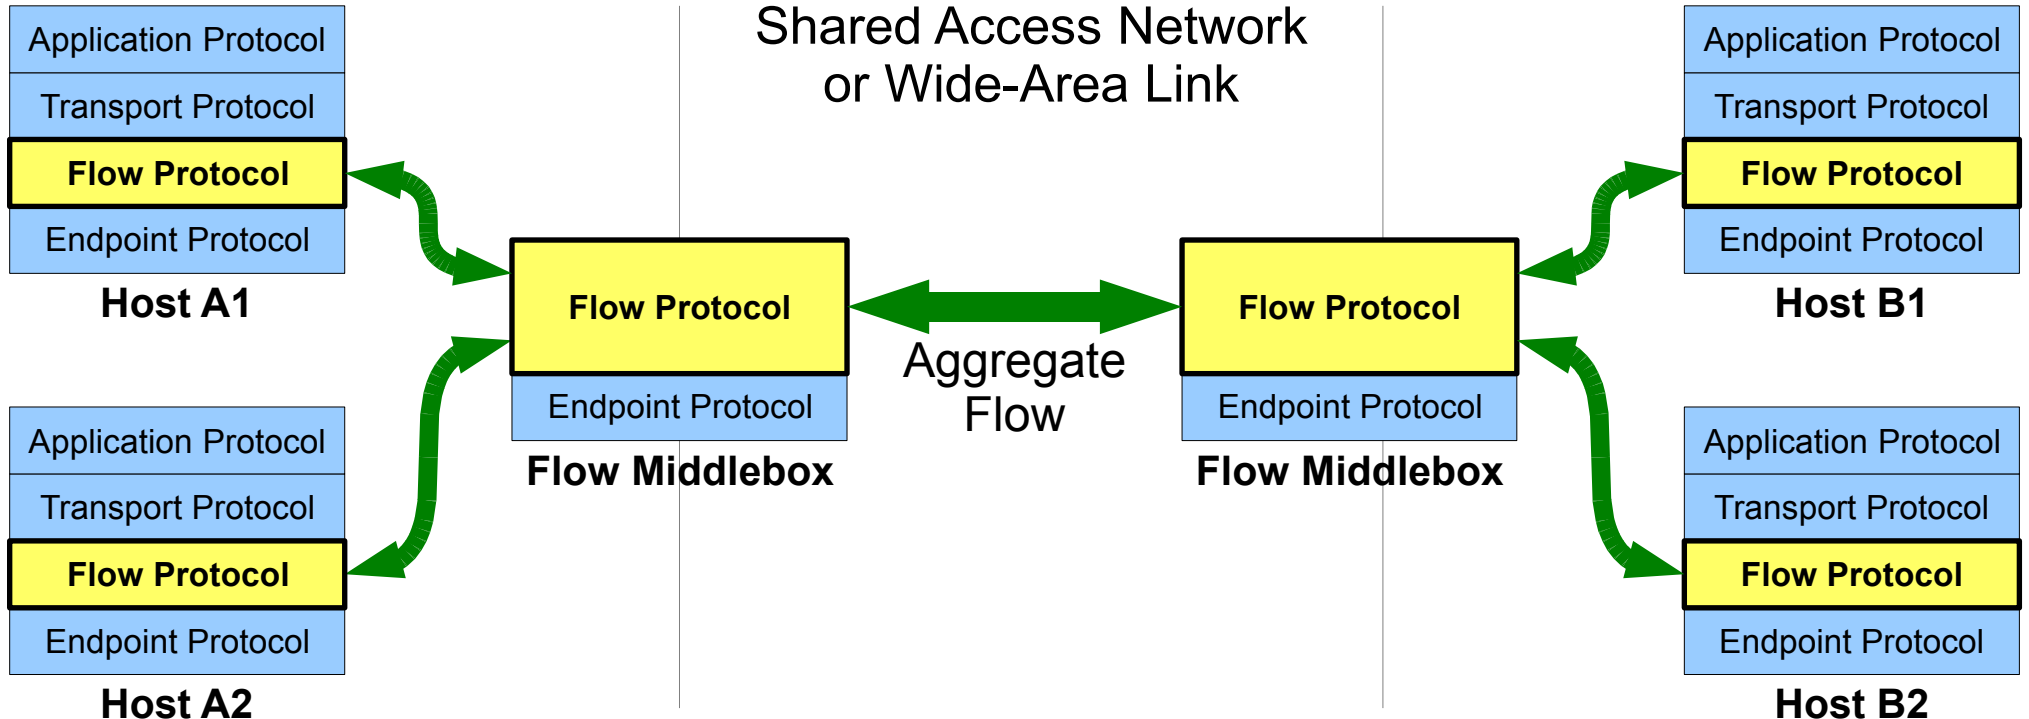 Shared Access Network
or Wide-Area Link
Application Protocol
Transport Protocol
Flow Protocol
Endpoint Protocol
Host A1
Application Protocol
Transport Protocol
Flow Protocol
Endpoint Protocol
Host A2
Flow Protocol
Endpoint Protocol
Flow Middlebox
Aggregate
Flow
Flow Protocol
Endpoint Protocol
Flow Middlebox
Application Protocol
Transport Protocol
Flow Protocol
Endpoint Protocol
Host B1
Application Protocol
Transport Protocol
Flow Protocol
Endpoint Protocol
Host B2